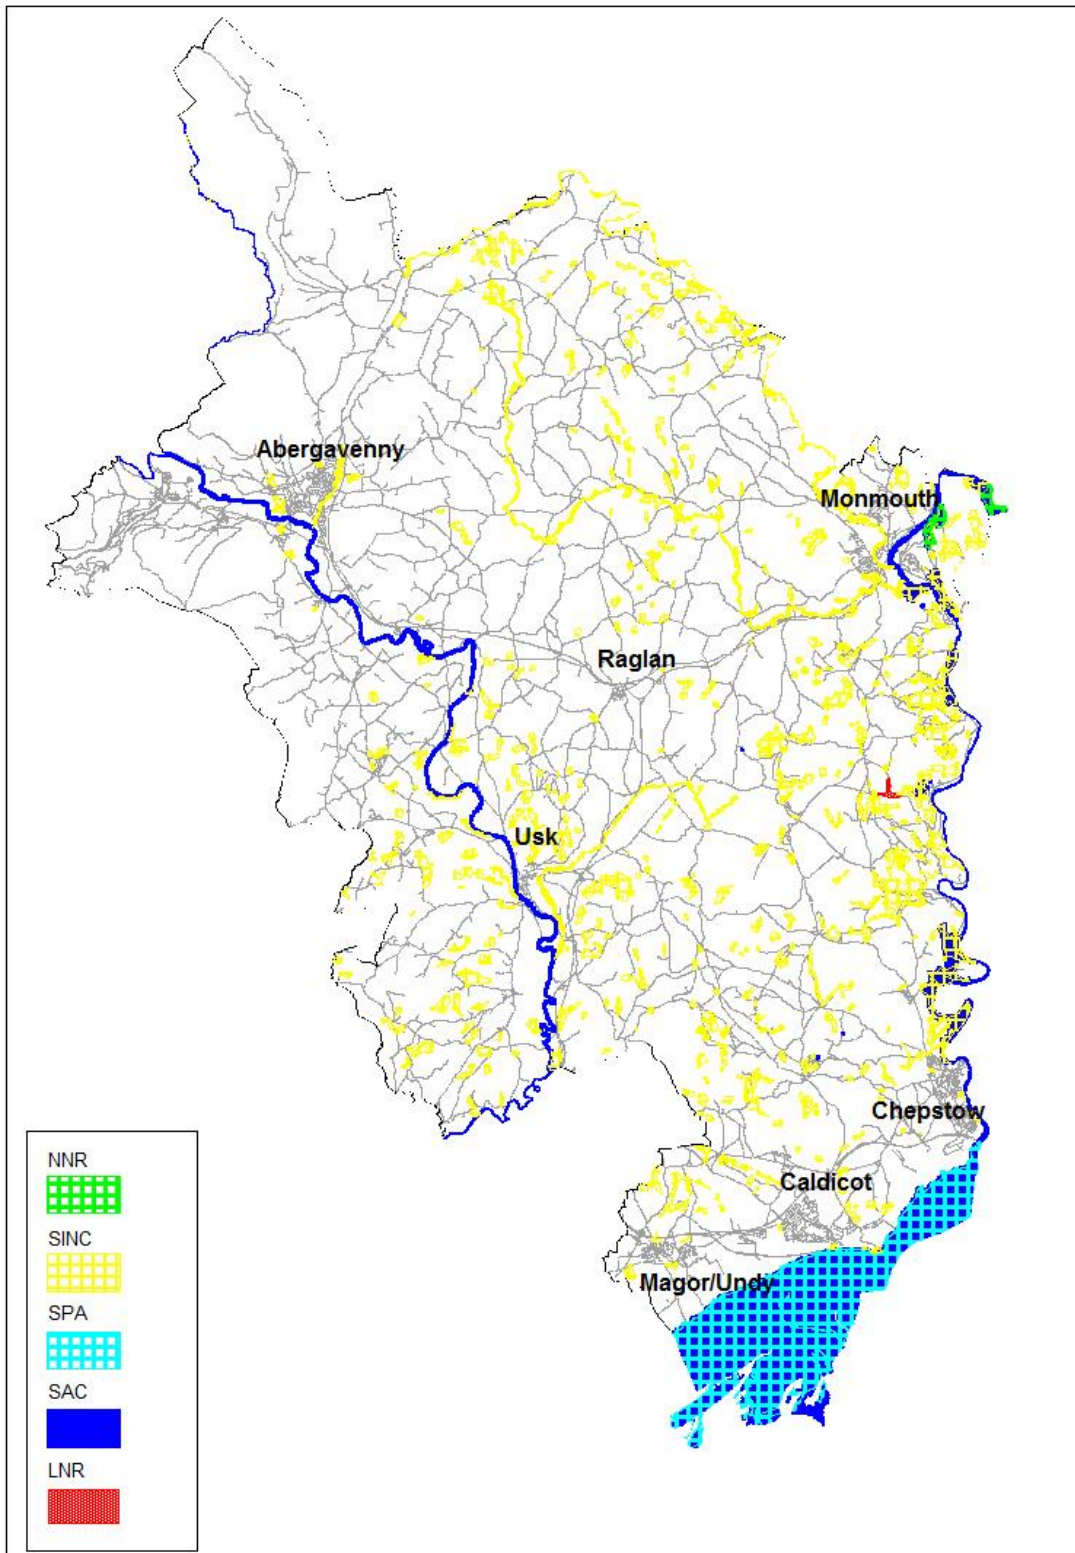 Abergavenny
Monmouth
Raglan
Usk
Chepstow
Caldicot
Magor/Undy
NNR
SINC
SPA
SAC
LNR